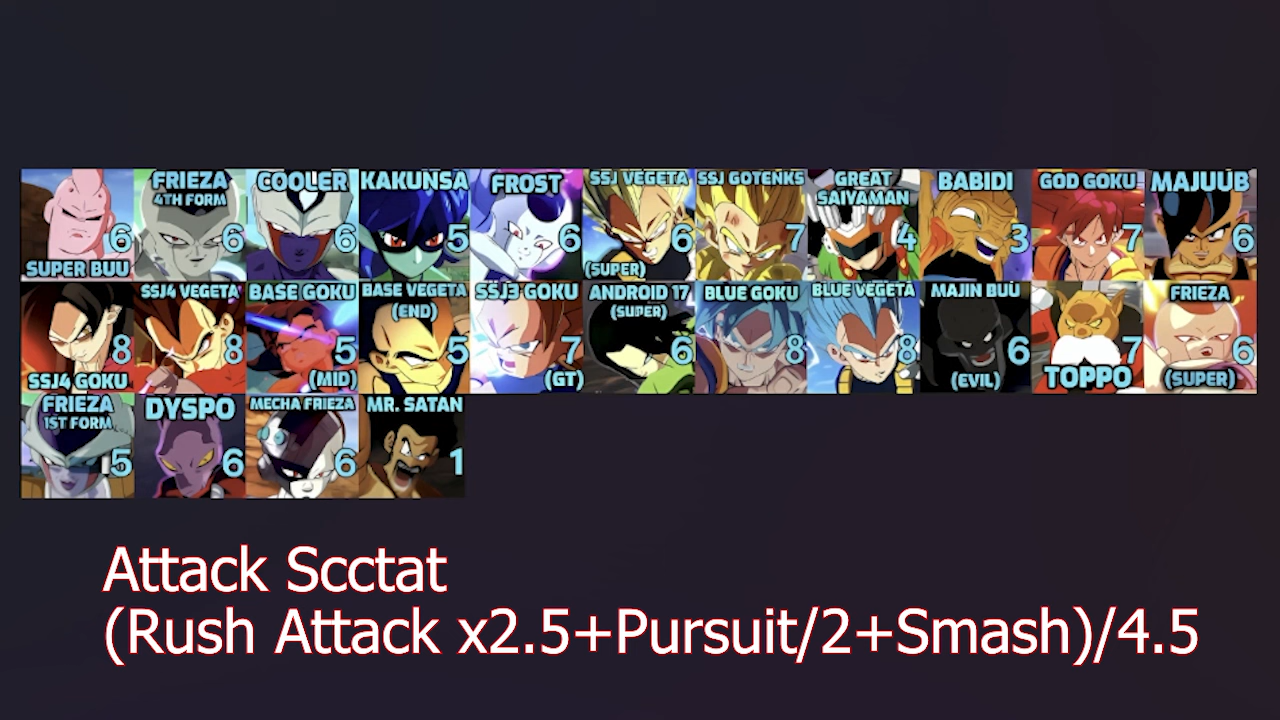 SUPER BUU 6
FRIEZA
4TH FORM
6
COOLER
6
KAKUNSA
5
FROST
6
SSJ VEGETA
6
(SUPER)
SSJ GOTENKS
7
GREAT
SAIYAMAN
4
BABIDI
3
GOD GOKU
7
MAJUUB
6
8
SSJ4 GOKU
SSJ4 VEGETA
8
BASE GOKU
5
(MID)
BASE VEGETA
(END)
5
SSJ3 GOKU
7
(GT)
ANDROID 17
(SUPER)
6
BLUE GOKU
8
BLUE VEGETA
8
MAJIN BUU
6
(EVIL)
7
TOPPO
FRIEZA
6
(SUPER)
FRIEZA
1ST FORM
5
DYSPO
6
MECHA FRIEZA
6
MR. SATAN
1
Attack Scctat
(Rush Attack x2.5+Pursuit/2+Smash)/4.5